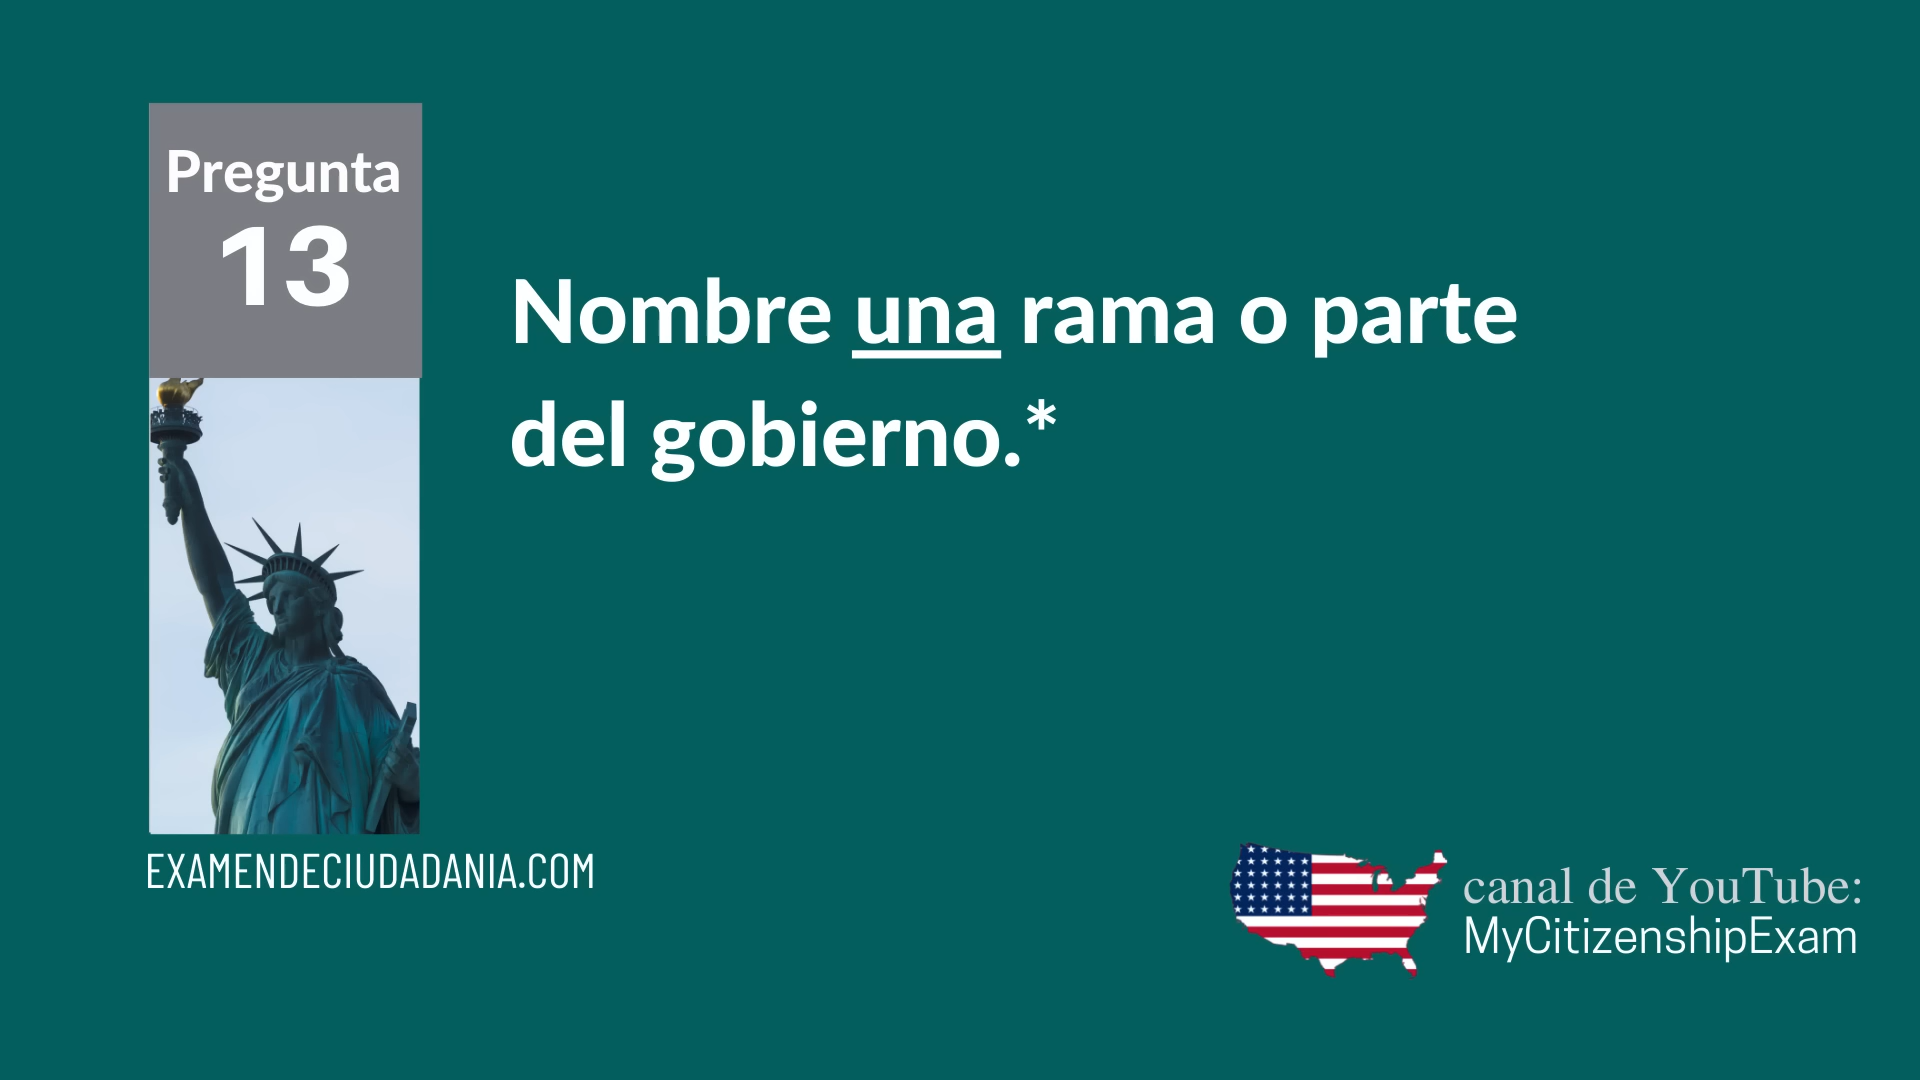 Pregunta
13
Nombre una rama o parte
del gobierno.*
EXAMENDECIUDADANIA.COM
canal de YouTube:
MyCitizenshipExam